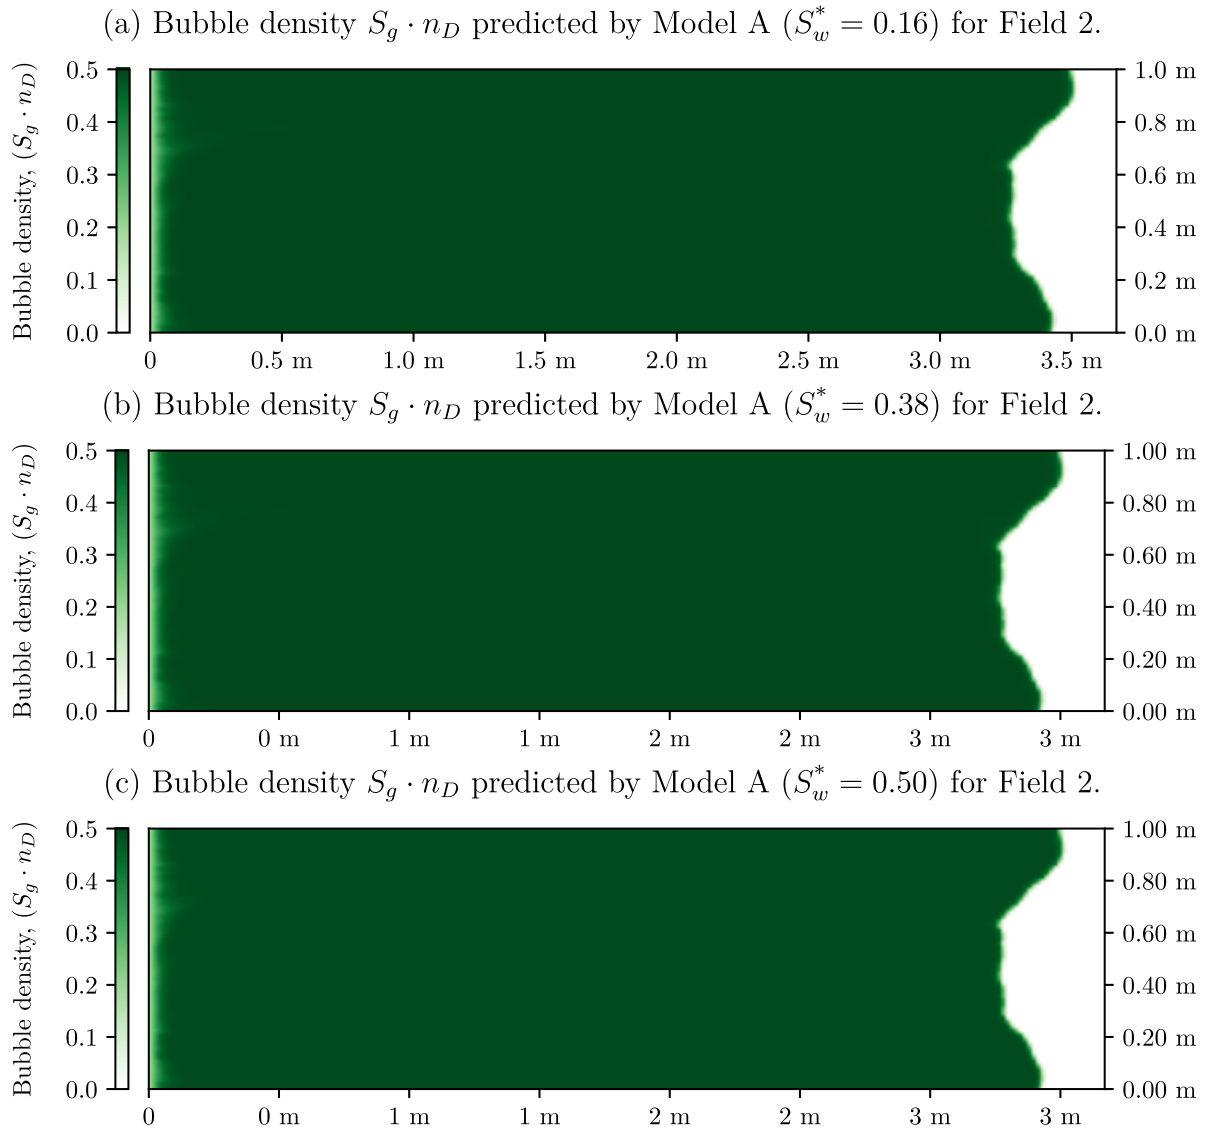 (a) Bubble density S_g · n_D predicted by Model A (S_w^* = 0.16) for Field 2.
Bubble density, (S_g · n_D)
0.5
0.4
0.3
0.2
0.1
0.0
1.0 m
0.8 m
0.6 m
0.4 m
0.2 m
0.0 m
0 0.5 m 1.0 m 1.5 m 2.0 m 2.5 m 3.0 m 3.5 m
(b) Bubble density S_g · n_D predicted by Model A (S_w^* = 0.38) for Field 2.
Bubble density, (S_g · n_D)
0.5
0.4
0.3
0.2
0.1
0.0
1.00 m
0.80 m
0.60 m
0.40 m
0.20 m
0.00 m
0 0 m 1 m 1 m 2 m 2 m 3 m 3 m
(c) Bubble density S_g · n_D predicted by Model A (S_w^* = 0.50) for Field 2.
Bubble density, (S_g · n_D)
0.5
0.4
0.3
0.2
0.1
0.0
1.00 m
0.80 m
0.60 m
0.40 m
0.20 m
0.00 m
0 0 m 1 m 1 m 2 m 2 m 3 m 3 m